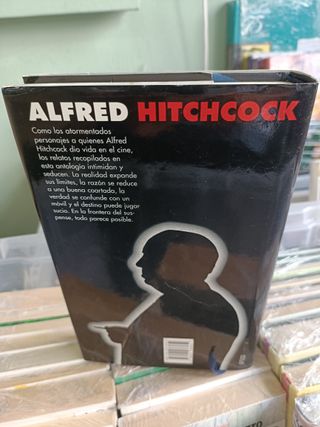 ALFRED HITCHCOCK
Como los atormentados
personajes a quienes Alfred
Hitchcock dio vida en el cine,
los relatos recopilados en
esta antología intimidan y
seducen. La realidad expande
sus límites, la razón se reduce
a una buena coartada, la
verdad se confunde con un
móvil y el destino puede jugar
sucio. En la frontera del sus-
pense, todo parece posible.